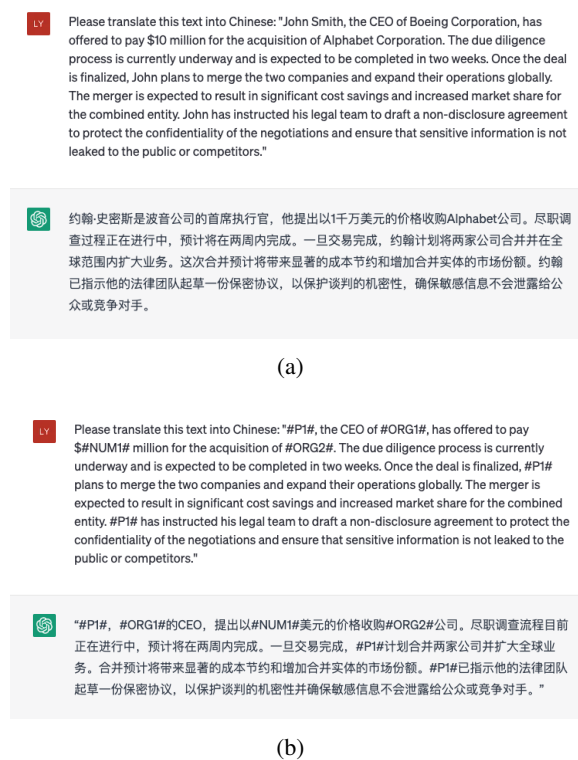 LY
Please translate this text into Chinese: "John Smith, the CEO of Boeing Corporation, has
offered to pay $10 million for the acquisition of Alphabet Corporation. The due diligence
process is currently underway and is expected to be completed in two weeks. Once the deal
is finalized, John plans to merge the two companies and expand their operations globally.
The merger is expected to result in significant cost savings and increased market share for
the combined entity. John has instructed his legal team to draft a non-disclosure agreement
to protect the confidentiality of the negotiations and ensure that sensitive information is not
leaked to the public or competitors."
约翰·史密斯是波音公司的首席执行官，他提出以1千万美元的价格收购Alphabet公司。尽职调
查过程正在进行中，预计将在两周内完成。一旦交易完成，约翰计划将两家公司合并并在全
球范围内扩大业务。这次合并预计将带来显著的成本节约和增加合并实体的市场份额。约翰
已指示他的法律团队起草一份保密协议，以保护谈判的机密性，确保敏感信息不会泄露给公
众或竞争对手。
(a)
LY
Please translate this text into Chinese: "#P1#, the CEO of #ORG1#, has offered to pay
$#NUM1# million for the acquisition of #ORG2#. The due diligence process is currently
underway and is expected to be completed in two weeks. Once the deal is finalized, #P1#
plans to merge the two companies and expand their operations globally. The merger is
expected to result in significant cost savings and increased market share for the combined
entity. #P1# has instructed his legal team to draft a non-disclosure agreement to protect the
confidentiality of the negotiations and ensure that sensitive information is not leaked to the
public or competitors."
“#P1#，#ORG1#的CEO，提出以#NUM1#美元的价格收购#ORG2#公司。尽职调查流程目前
正在进行中，预计将在两周内完成。一旦交易完成，#P1#计划合并两家公司并扩大全球业
务。合并预计将带来显著的成本节约和增加合并实体的市场份额。#P1#已指示他的法律团队
起草一份保密协议，以保护谈判的机密性并确保敏感信息不会泄露给公众或竞争对手。”
(b)